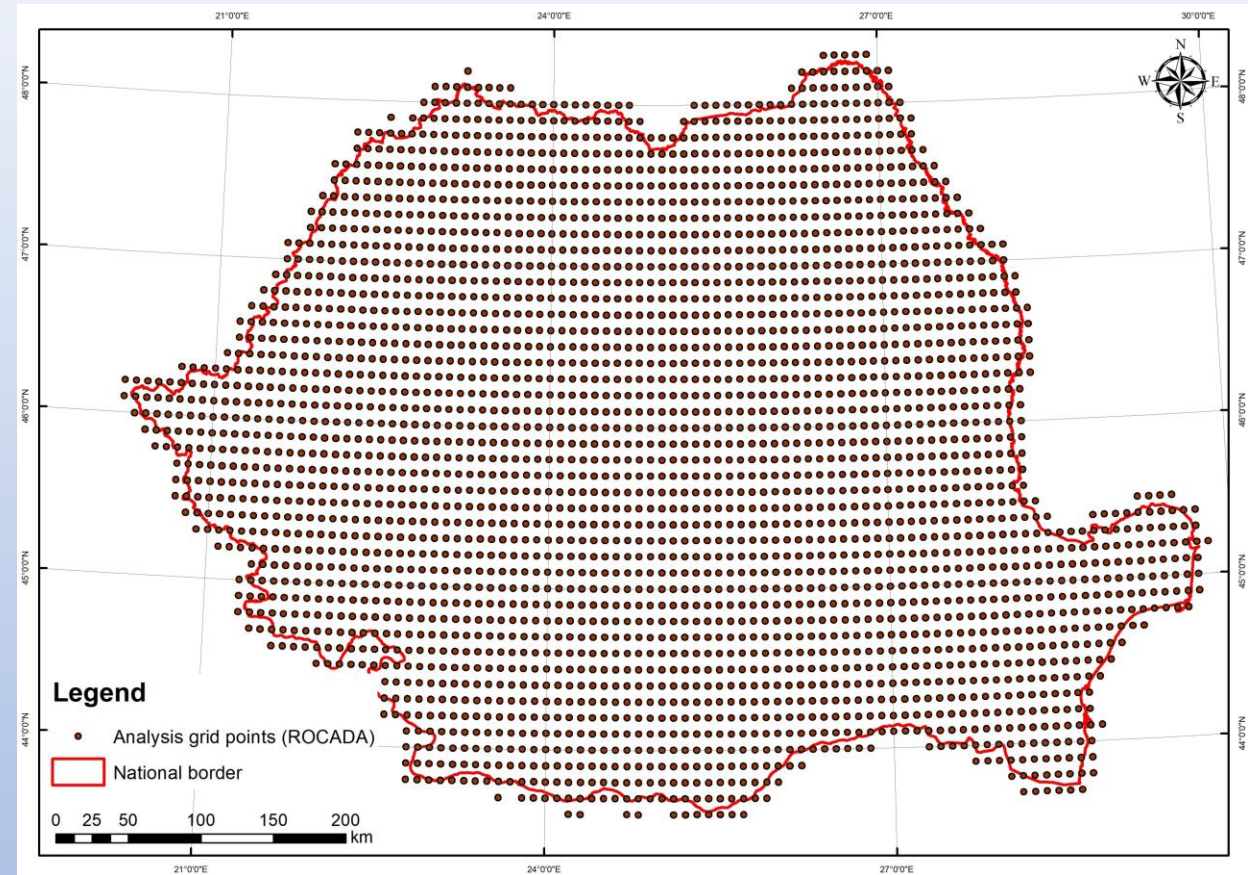 21°0'0"E 24°0'0"E 27°0'0"E 30°0'0"E
N
W E
S
48°0'0"N 48°0'0"N
47°0'0"N 47°0'0"N
46°0'0"N 46°0'0"N
45°0'0"N 45°0'0"N
44°0'0"N 44°0'0"N
Legend
Analysis grid points (ROCADA)
National border
0 25 50 100 150 200
km
21°0'0"E 24°0'0"E 27°0'0"E